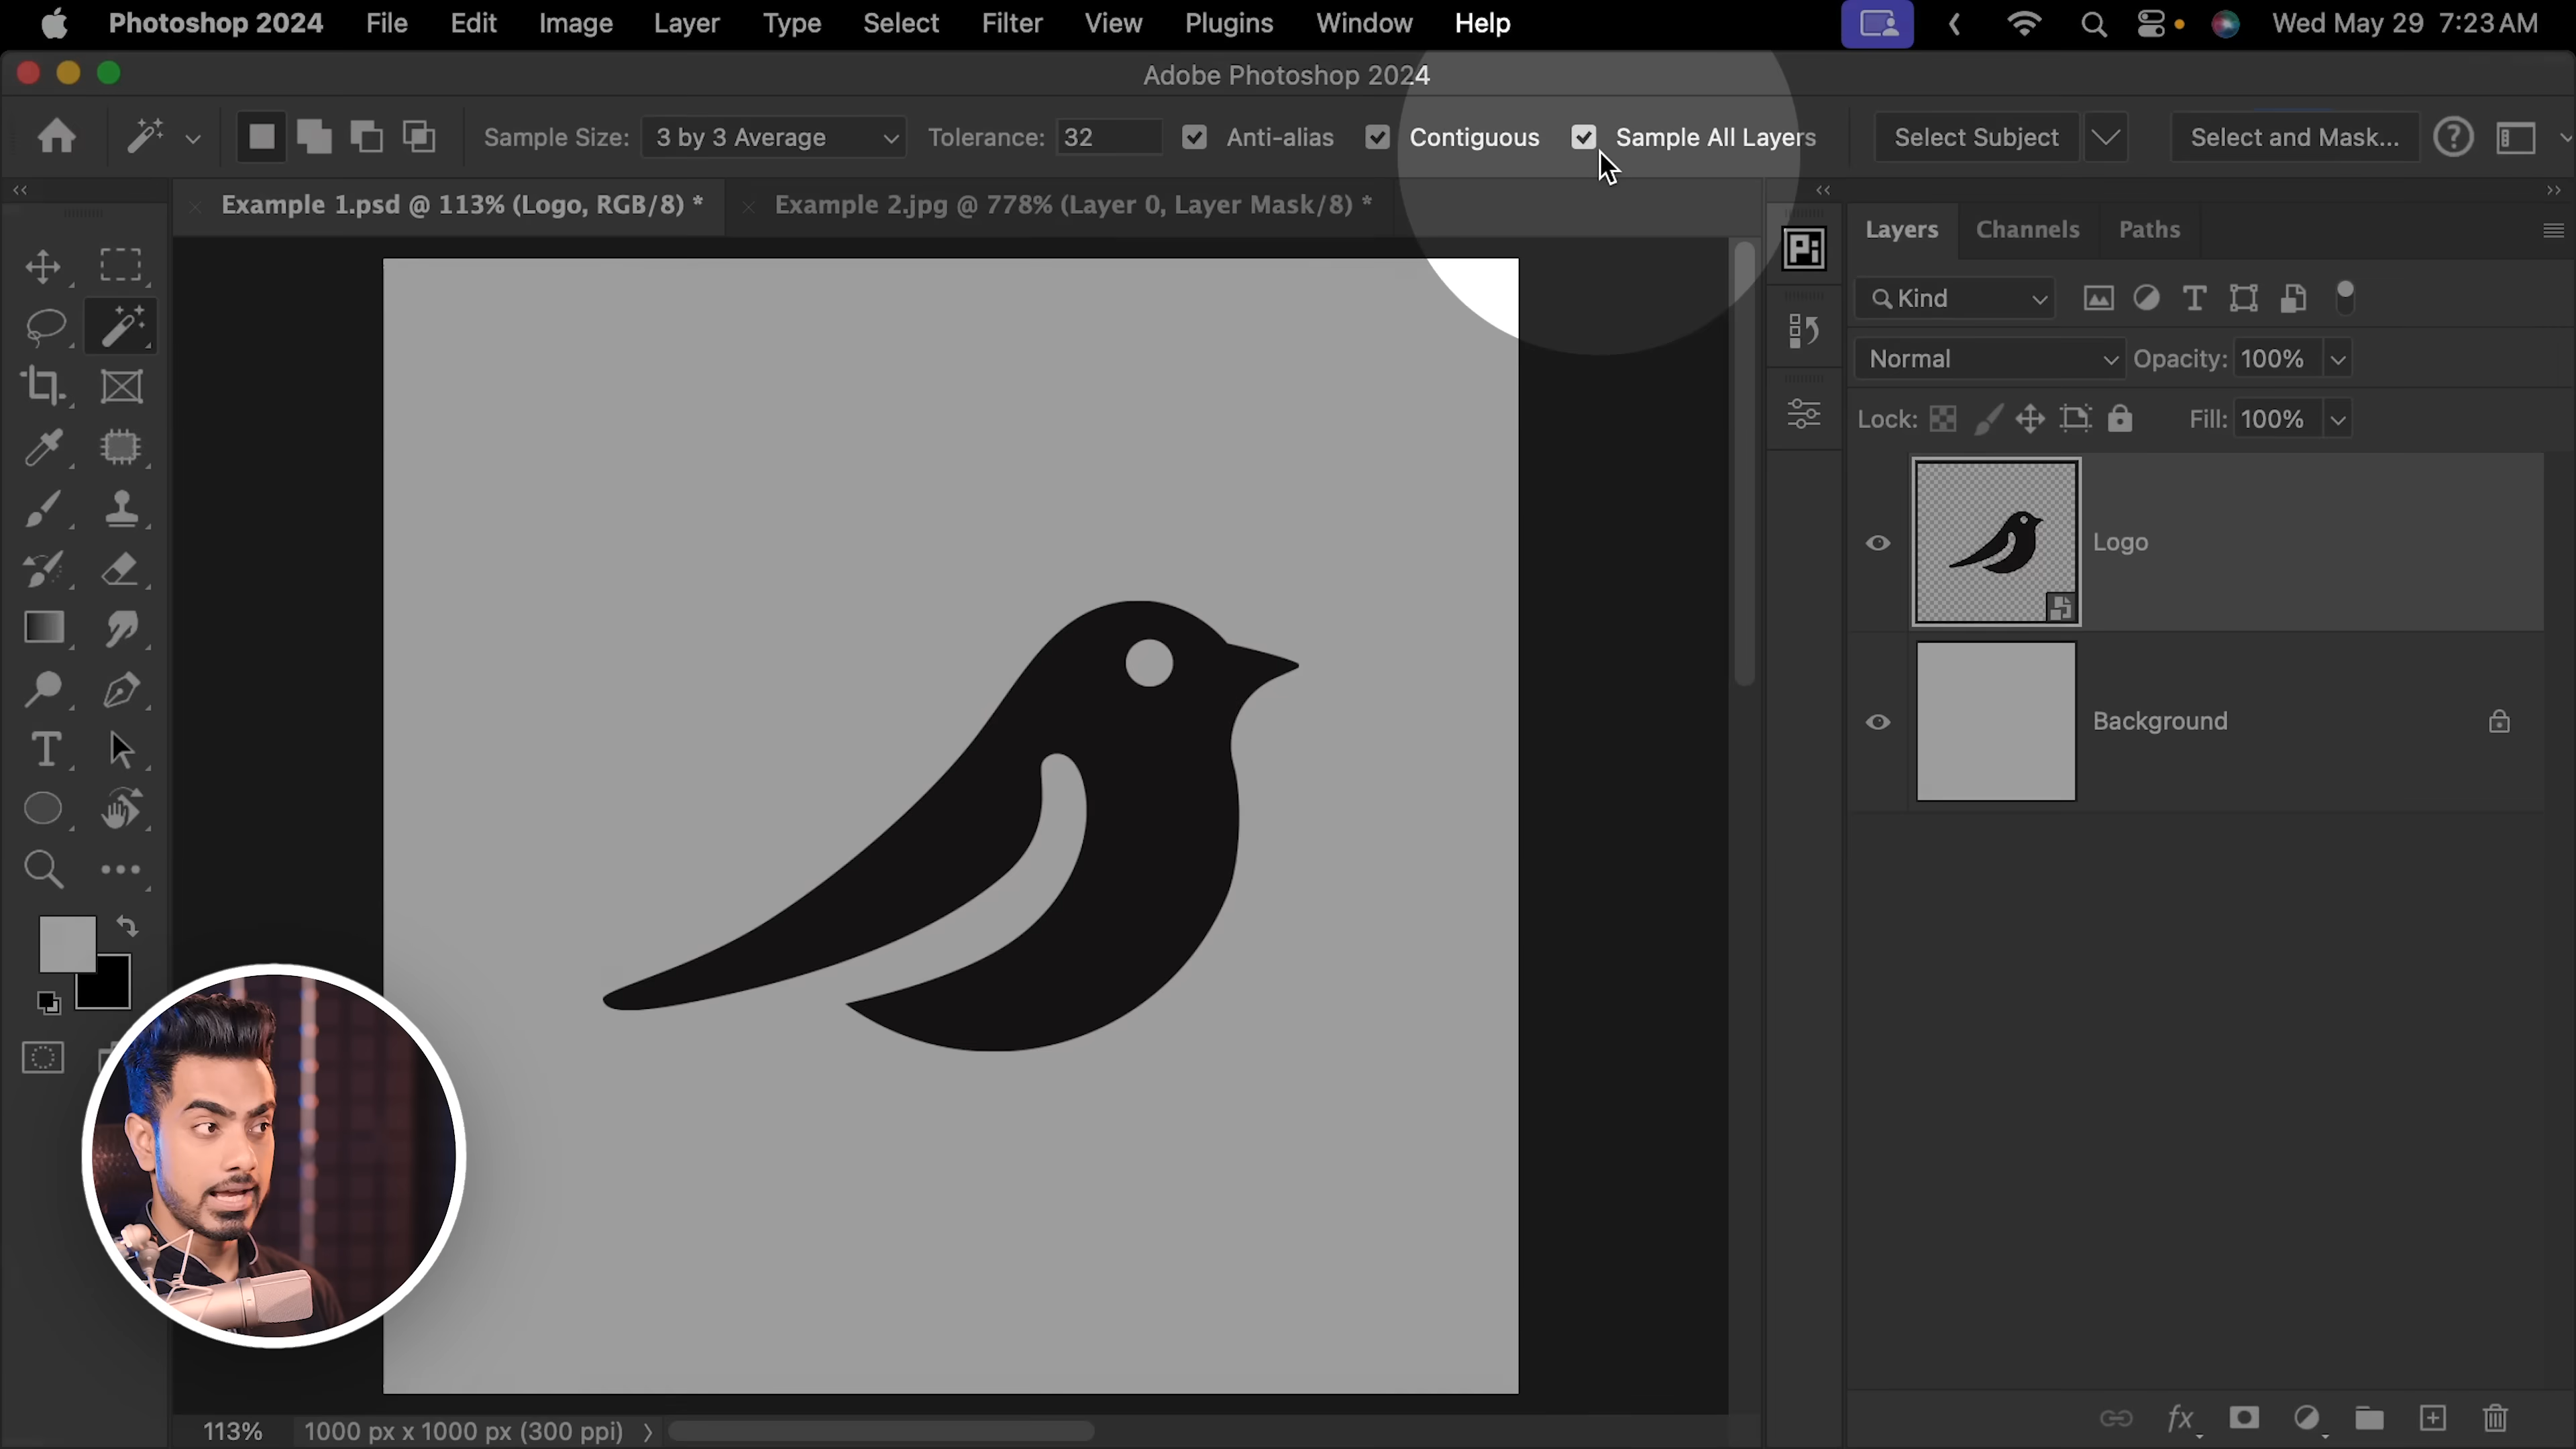 Photoshop 2024 File Edit Image Layer Type Select Filter View Plugins Window Help Wed May 29 7:23 AM
Adobe Photoshop 2024
Sample Size: 3 by 3 Average Tolerance: 32 Anti-alias Contiguous Sample All Layers Select Subject Select and Mask...
Example 1.psd @ 113% (Logo, RGB/8) * Example 2.jpg @ 778% (Layer 0, Layer Mask/8) *
Layers Channels Paths
Pi
Kind
Normal Opacity: 100%
Lock: Fill: 100%
Logo
Background
113% 1000 px x 1000 px (300 ppi)
fx